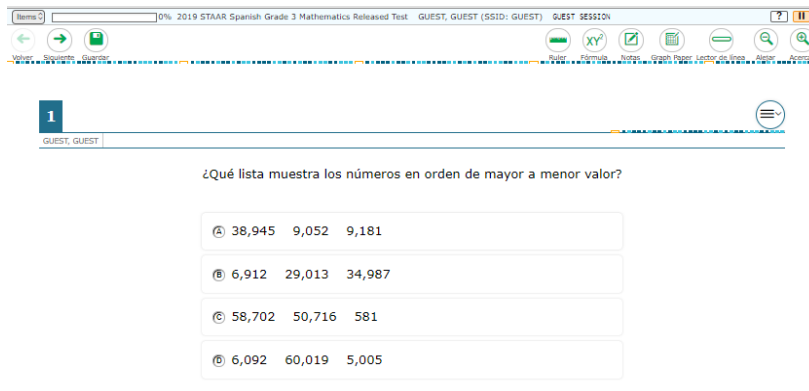 Items 0% 2019 STAAR Spanish Grade 3 Mathematics Released Test GUEST, GUEST (SSID: GUEST) GUEST SESSION ?
XY²
Volver Siguiente Guardar Ruler Fórmula Notas Graph Paper Lector de línea Alejar Acerca
1
GUEST, GUEST
¿Qué lista muestra los números en orden de mayor a menor valor?
A 38,945 9,052 9,181
B 6,912 29,013 34,987
C 58,702 50,716 581
D 6,092 60,019 5,005